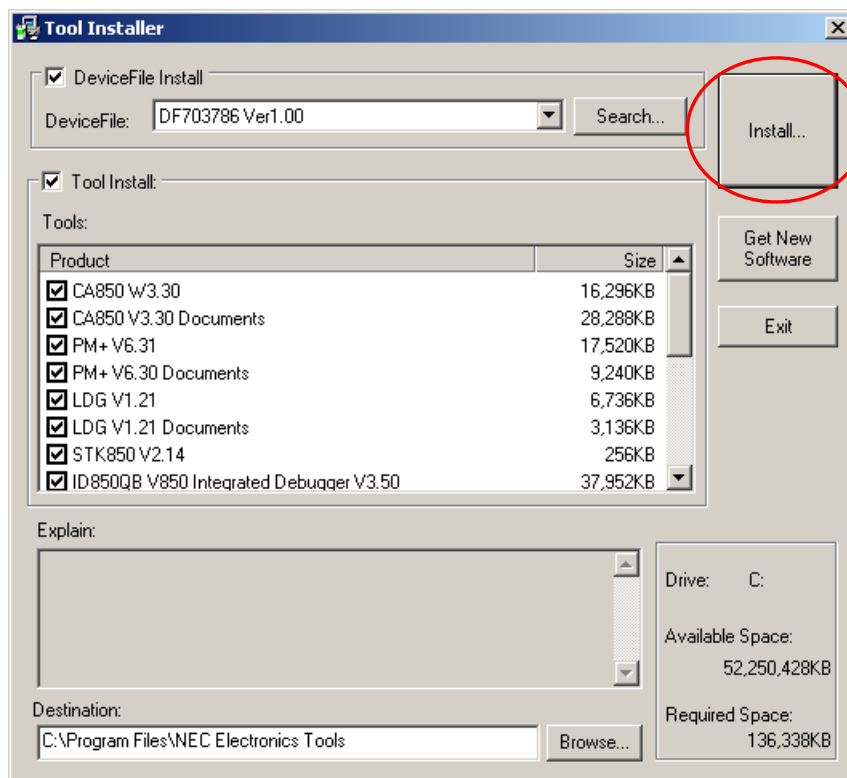 Tool Installer
DeviceFile Install
DeviceFile: DF703786 Ver1.00 Search...
Install...
Tool Install:
Tools:
Product Size
CA850 W3.30 16,296KB
CA850 V3.30 Documents 28,288KB
PM+ V6.31 17,520KB
PM+ V6.30 Documents 9,240KB
LDG V1.21 6,736KB
LDG V1.21 Documents 3,136KB
STK850 V2.14 256KB
ID850QB V850 Integrated Debugger V3.50 37,952KB
Get New
Software
Exit
Explain:
Drive: C:
Available Space:
52,250,428KB
Required Space:
136,338KB
Destination:
C:\Program Files\NEC Electronics Tools Browse...